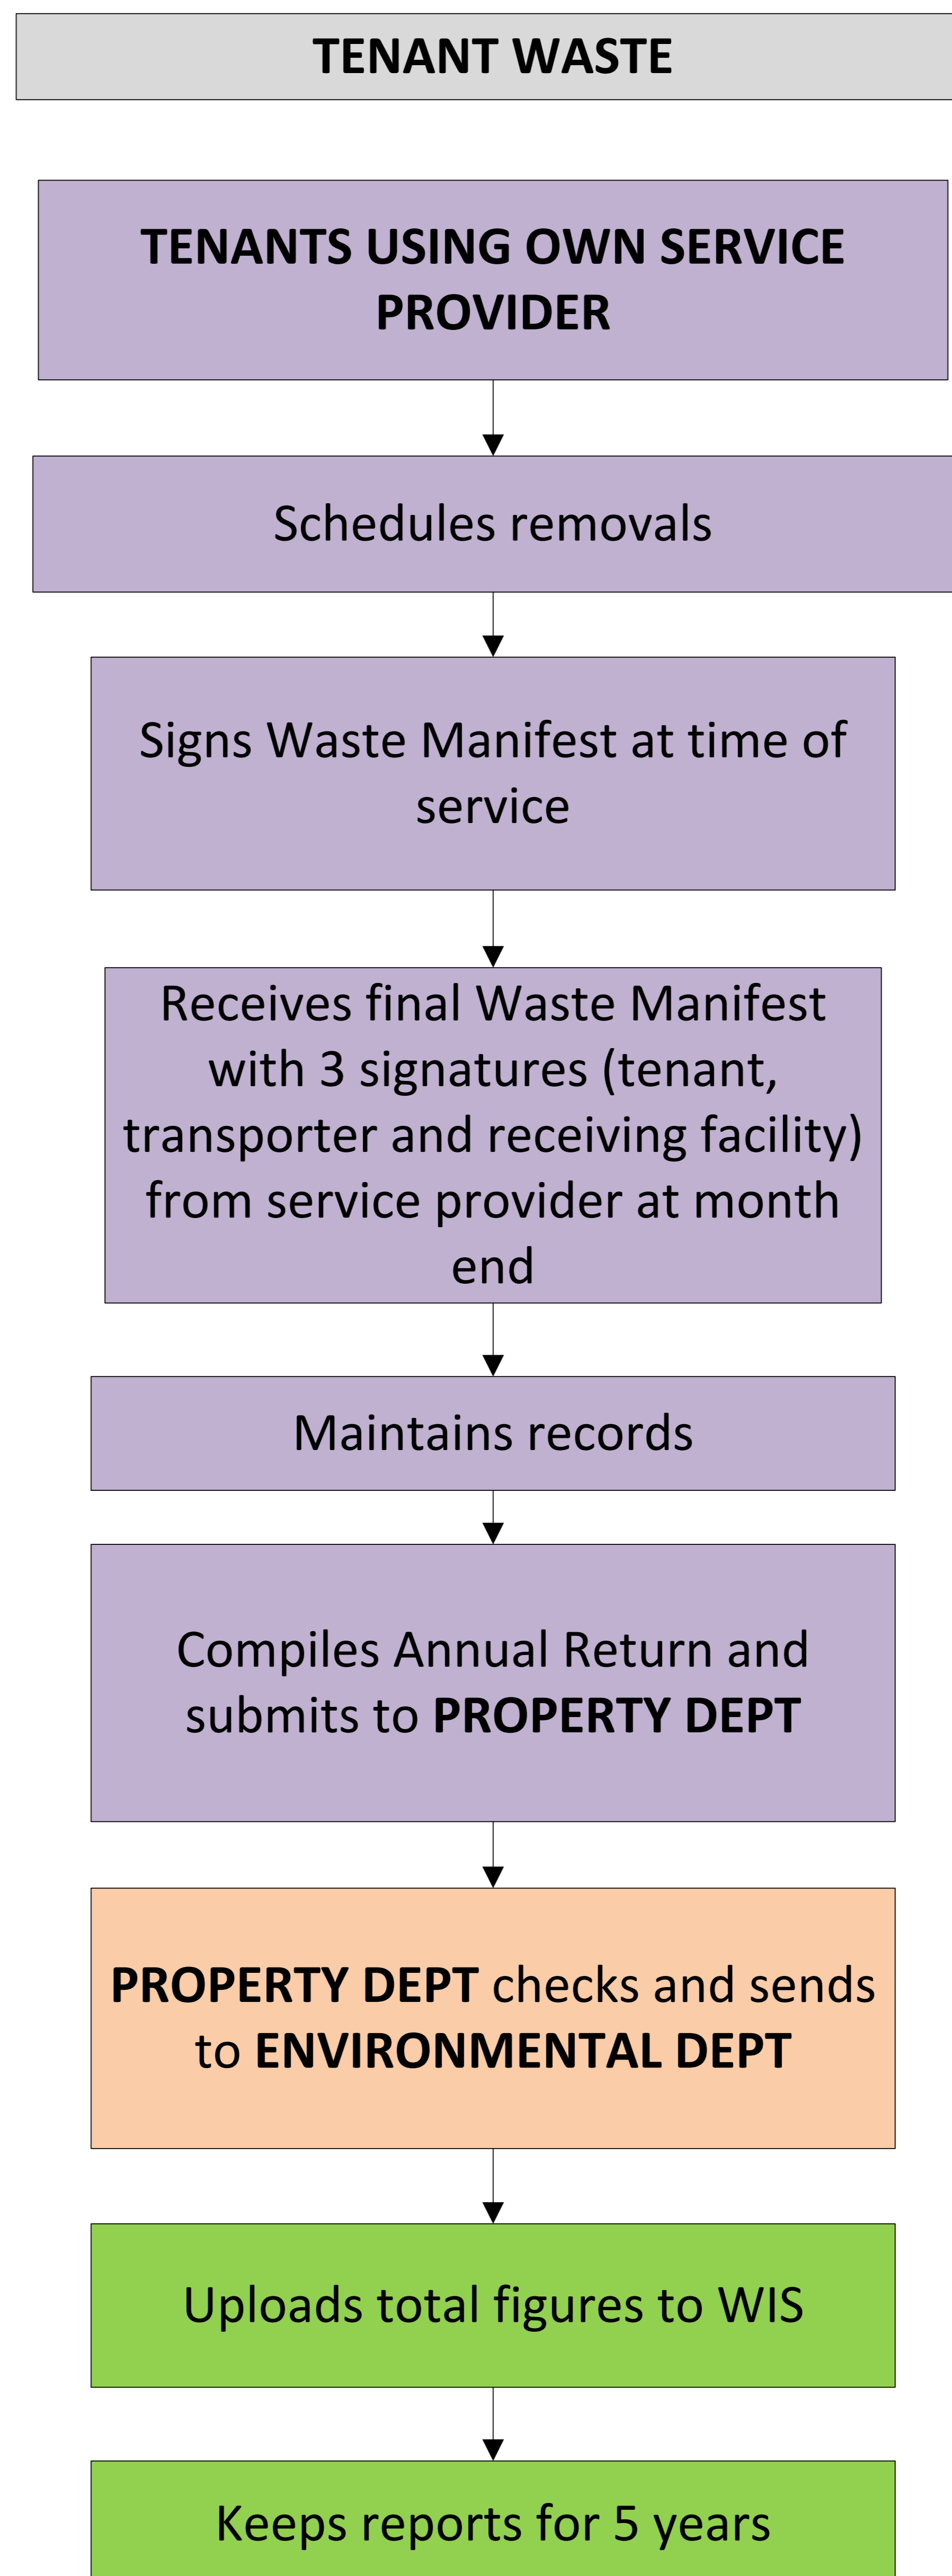 TENANT WASTE
TENANTS USING OWN SERVICE
PROVIDER
Schedules removals
Signs Waste Manifest at time of
service
Receives final Waste Manifest
with 3 signatures (tenant,
transporter and receiving facility)
from service provider at month
end
Maintains records
Compiles Annual Return and
submits to PROPERTY DEPT
PROPERTY DEPT checks and sends
to ENVIRONMENTAL DEPT
Uploads total figures to WIS
Keeps reports for 5 years